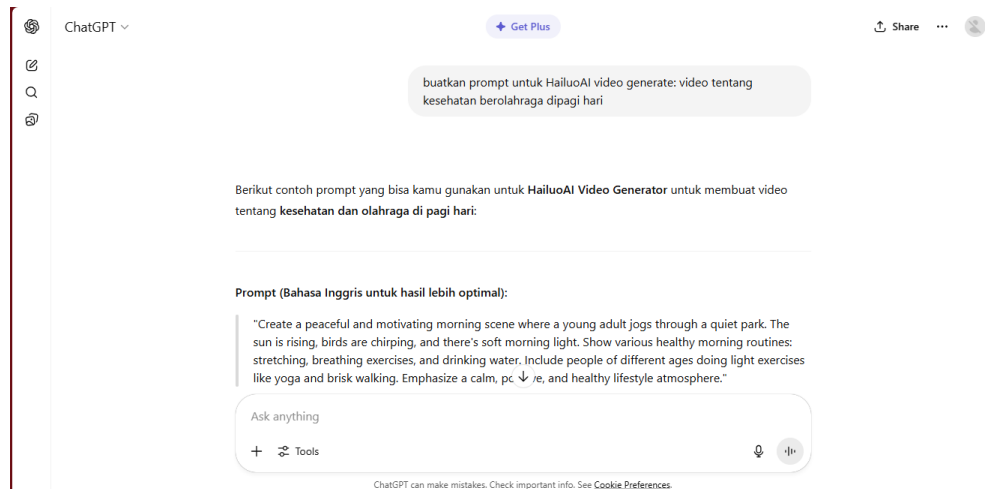 ChatGPT
Get Plus
Share
buatkan prompt untuk HailuoAI video generate: video tentang
kesehatan berolahraga dipagi hari
Berikut contoh prompt yang bisa kamu gunakan untuk HailuoAI Video Generator untuk membuat video
tentang kesehatan dan olahraga di pagi hari:
Prompt (Bahasa Inggris untuk hasil lebih optimal):
"Create a peaceful and motivating morning scene where a young adult jogs through a quiet park. The
sun is rising, birds are chirping, and there's soft morning light. Show various healthy morning routines:
stretching, breathing exercises, and drinking water. Include people of different ages doing light exercises
like yoga and brisk walking. Emphasize a calm, and healthy lifestyle atmosphere."
Ask anything
Tools
ChatGPT can make mistakes. Check important info. See Cookie Preferences.